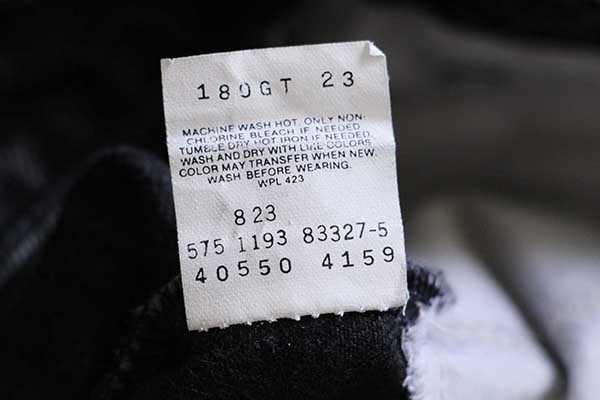 180GT 23
MACHINE WASH HOT. ONLY NON-
CHLORINE BLEACH IF NEEDED.
TUMBLE DRY HOT IRON IF NEEDED.
WASH AND DRY WITH LIKE COLORS
COLOR MAY TRANSFER WHEN NEW.
WASH BEFORE WEARING.
WPL 423
823
575 1193 83327-5
40550 4159